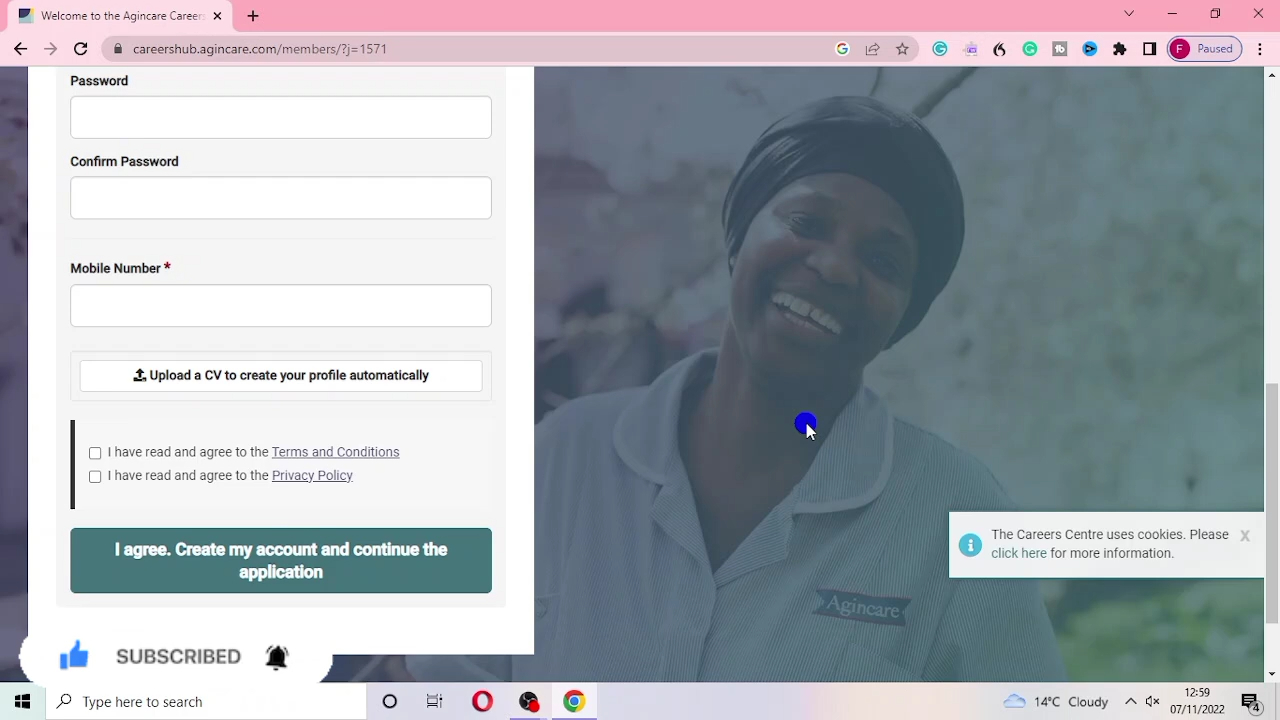 Welcome to the Agincare Careers
careershub.agincare.com/members/?j=1571
F
Paused
Password
Confirm Password
Mobile Number *
Upload a CV to create your profile automatically
I have read and agree to the Terms and Conditions
I have read and agree to the Privacy Policy
I agree. Create my account and continue the
application
Agincare
The Careers Centre uses cookies. Please
click here for more information.
X
SUBSCRIBED
Type here to search
14°C Cloudy
12:59
07/11/2022
4